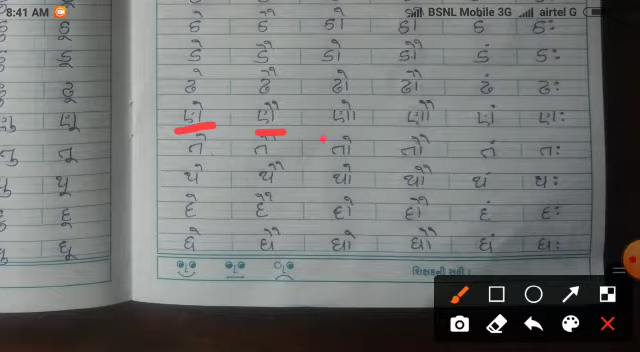 8:41 AM BSNL Mobile 3G airtel G
ઠૂ ઠે ઠૈ ઠો ઠૌ ઠં ઠઃ
ડૂ ડે ડૈ ડો ડૌ ડં ડઃ
ઢૂ ઢે ઢૈ ઢો ઢૌ ઢં ઢઃ
ણુ ણૂ ણે ણૈ ણો ણૌ ણં ણઃ
તુ તૂ તે તૈ તો તૌ તં તઃ
થુ થૂ થે થૈ થો થૌ થં થઃ
દૂ દે દૈ દો દૌ દં દઃ
ધૂ ધે ધૈ ધો ધૌ ધં ધઃ
શિક્ષકની સહી :